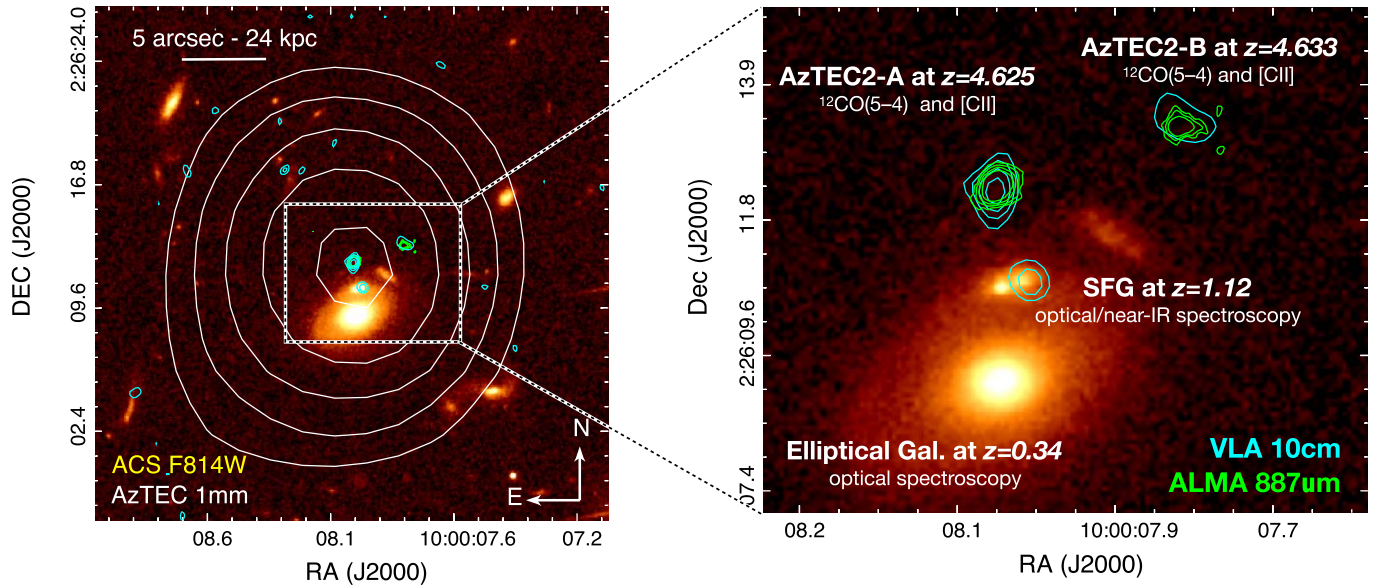 5 arcsec - 24 kpc
2:26:24.0
16.8
09.6
02.4
DEC (J2000)
ACS F814W
AzTEC 1mm
N
E
08.6
08.1
10:00:07.6
07.2
RA (J2000)
AzTEC2-B at z=4.633
¹²CO(5–4) and [CII]
AzTEC2-A at z=4.625
¹²CO(5–4) and [CII]
SFG at z=1.12
optical/near-IR spectroscopy
Elliptical Gal. at z=0.34
optical spectroscopy
VLA 10cm
ALMA 887um
13.9
11.8
2:26:09.6
07.4
Dec (J2000)
08.2
08.1
10:00:07.9
07.7
RA (J2000)